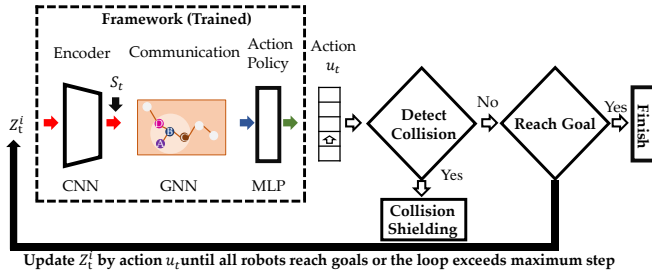 Framework (Trained)
Encoder
Communication
Action
Policy
Action
u_t
S_t
Z_t^i
D
B
C
A
CNN
GNN
MLP
Detect
Collision
No
Reach Goal
Yes
Finish
Yes
Collision
Shielding
Update Z_t^i by action u_t until all robots reach goals or the loop exceeds maximum step